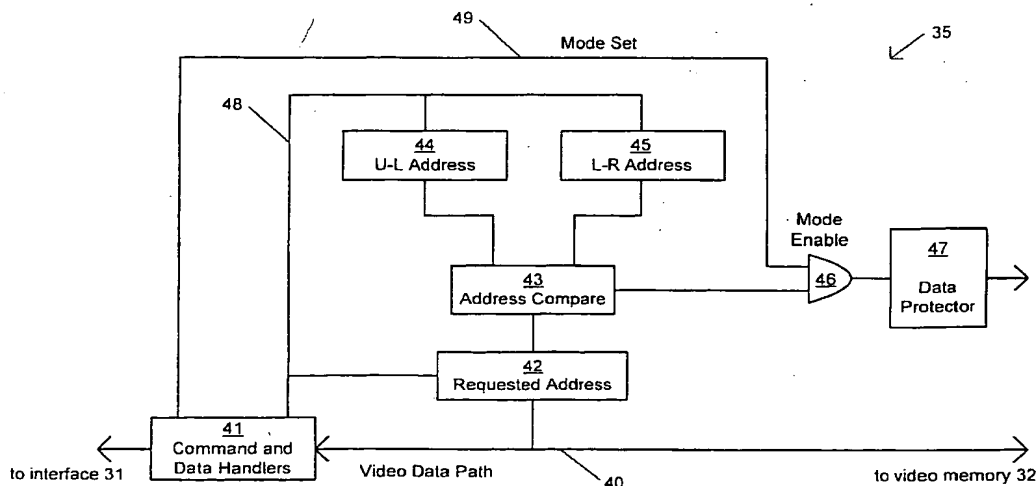 49
Mode Set
35
48
44
U-L Address
45
L-R Address
Mode
Enable
43
Address Compare
46
47
Data
Protector
42
Requested Address
41
Command and
Data Handlers
to interface 31
Video Data Path
40
to video memory 32